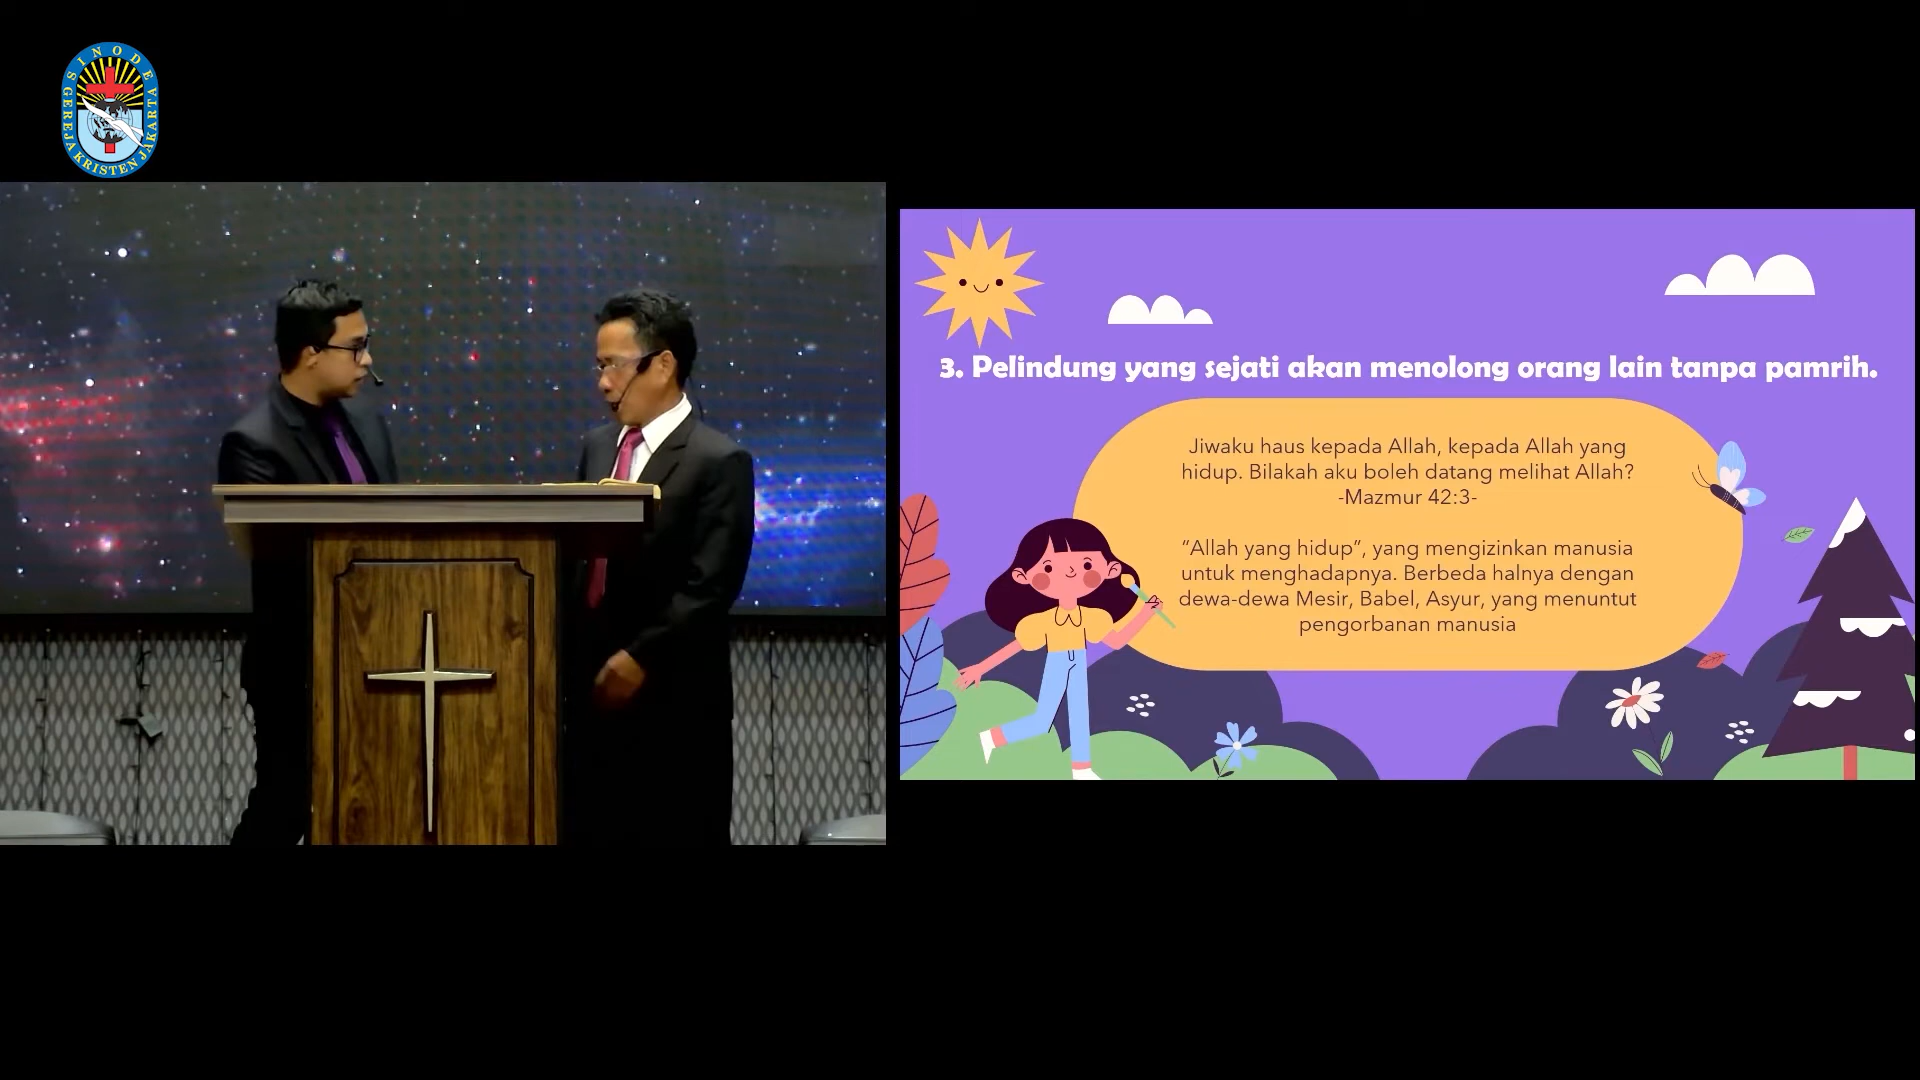 SINODE
GEREJA KRISTEN JAKARTA
3. Pelindung yang sejati akan menolong orang lain tanpa pamrih.
Jiwaku haus kepada Allah, kepada Allah yang
hidup. Bilakah aku boleh datang melihat Allah?
-Mazmur 42:3-
“Allah yang hidup”, yang mengizinkan manusia
untuk menghadapnya. Berbeda halnya dengan
dewa-dewa Mesir, Babel, Asyur, yang menuntut
pengorbanan manusia